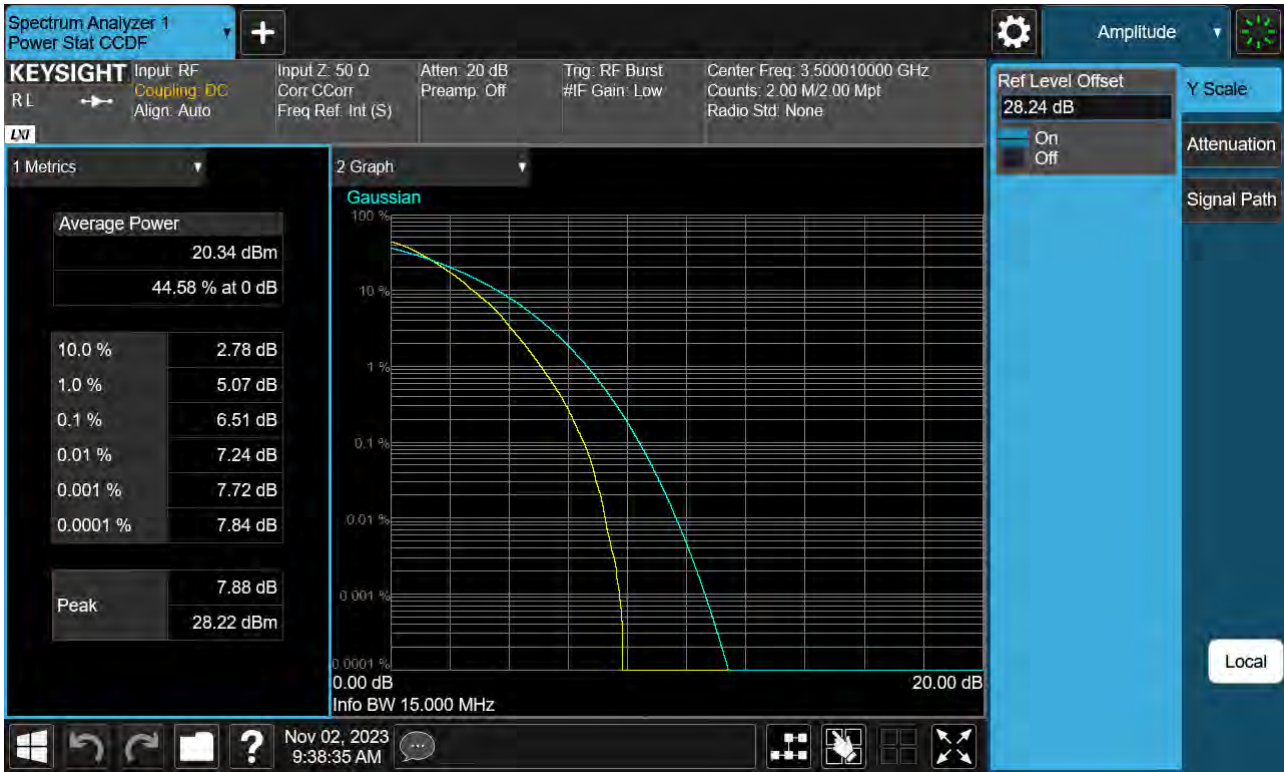 Spectrum Analyzer 1
Power Stat CCDF
Amplitude
KEYSIGHT
RL
LXI
Input: RF
Coupling: DC
Align: Auto
Input Z: 50 Ω
Corr CCorr
Freq Ref: Int (S)
Atten: 20 dB
Preamp: Off
Trig: RF Burst
#IF Gain: Low
Center Freq: 3.500010000 GHz
Counts: 2.00 M/2.00 Mpt
Radio Std: None
Ref Level Offset
28.24 dB
On
Off
Y Scale
Attenuation
Signal Path
Local
1 Metrics
Average Power
20.34 dBm
44.58 % at 0 dB
10.0 % 2.78 dB
1.0 % 5.07 dB
0.1 % 6.51 dB
0.01 % 7.24 dB
0.001 % 7.72 dB
0.0001 % 7.84 dB
Peak 7.88 dB
28.22 dBm
2 Graph
Gaussian
100 %
10 %
1 %
0.1 %
0.01 %
0.001 %
0.0001 %
0.00 dB 20.00 dB
Info BW 15.000 MHz
Nov 02, 2023
9:38:35 AM